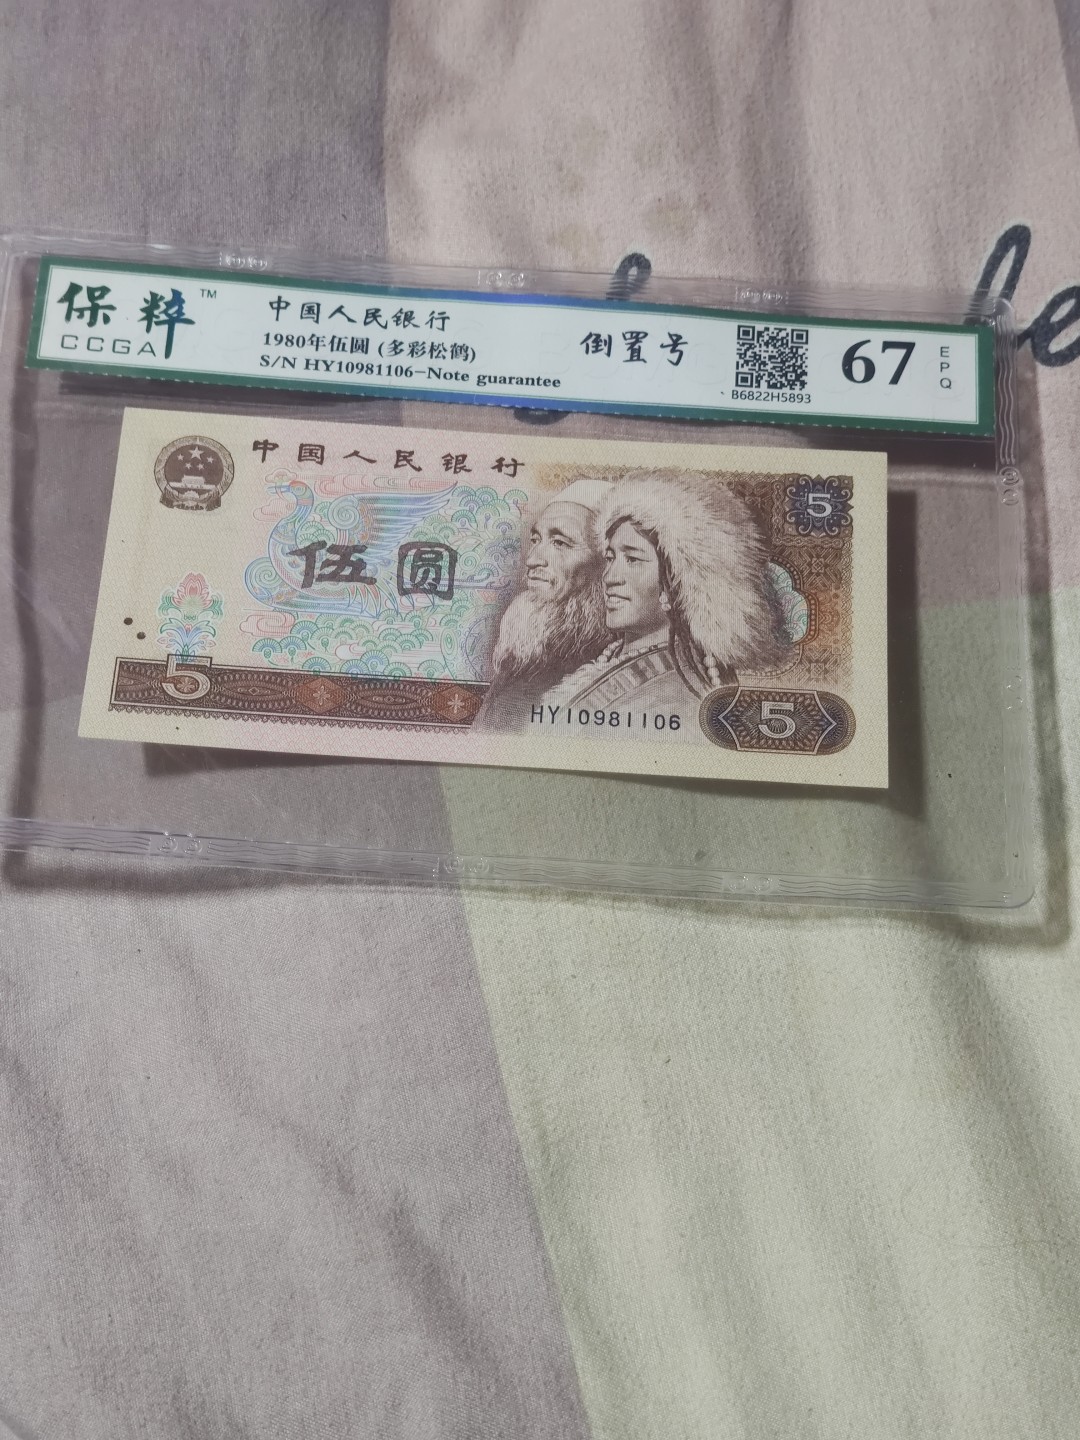 保粹™
CCGA
中国人民银行
1980年伍圆 (多彩松鹤)
S/N HY10981106-Note guarantee
倒置号
B6822H5893
67
EPQ
中国人民银行
5
伍圆
5
HY10981106
5